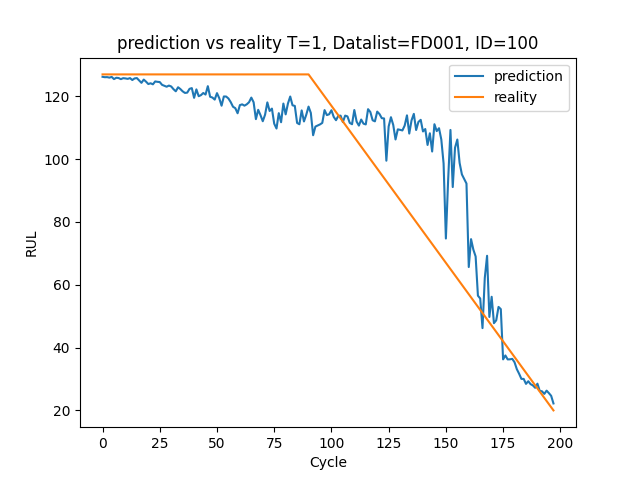 prediction vs reality T=1, Datalist=FD001, ID=100
prediction
reality
RUL
120
100
80
60
40
20
0 25 50 75 100 125 150 175 200
Cycle